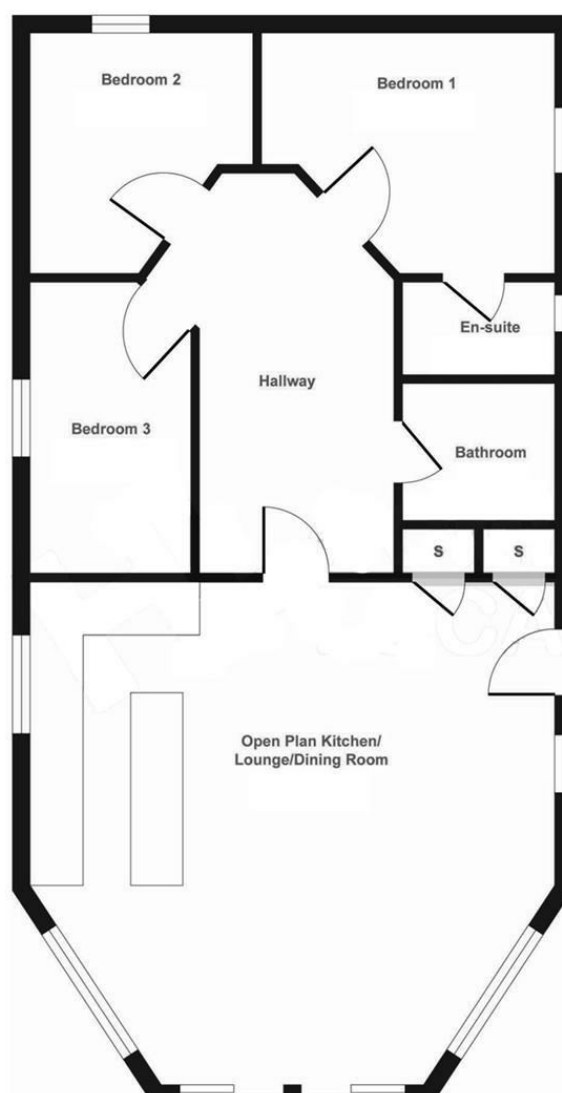 Bedroom 2
Bedroom 1
En-suite
Hallway
Bedroom 3
Bathroom
S
S
Open Plan Kitchen/
Lounge/Dining Room